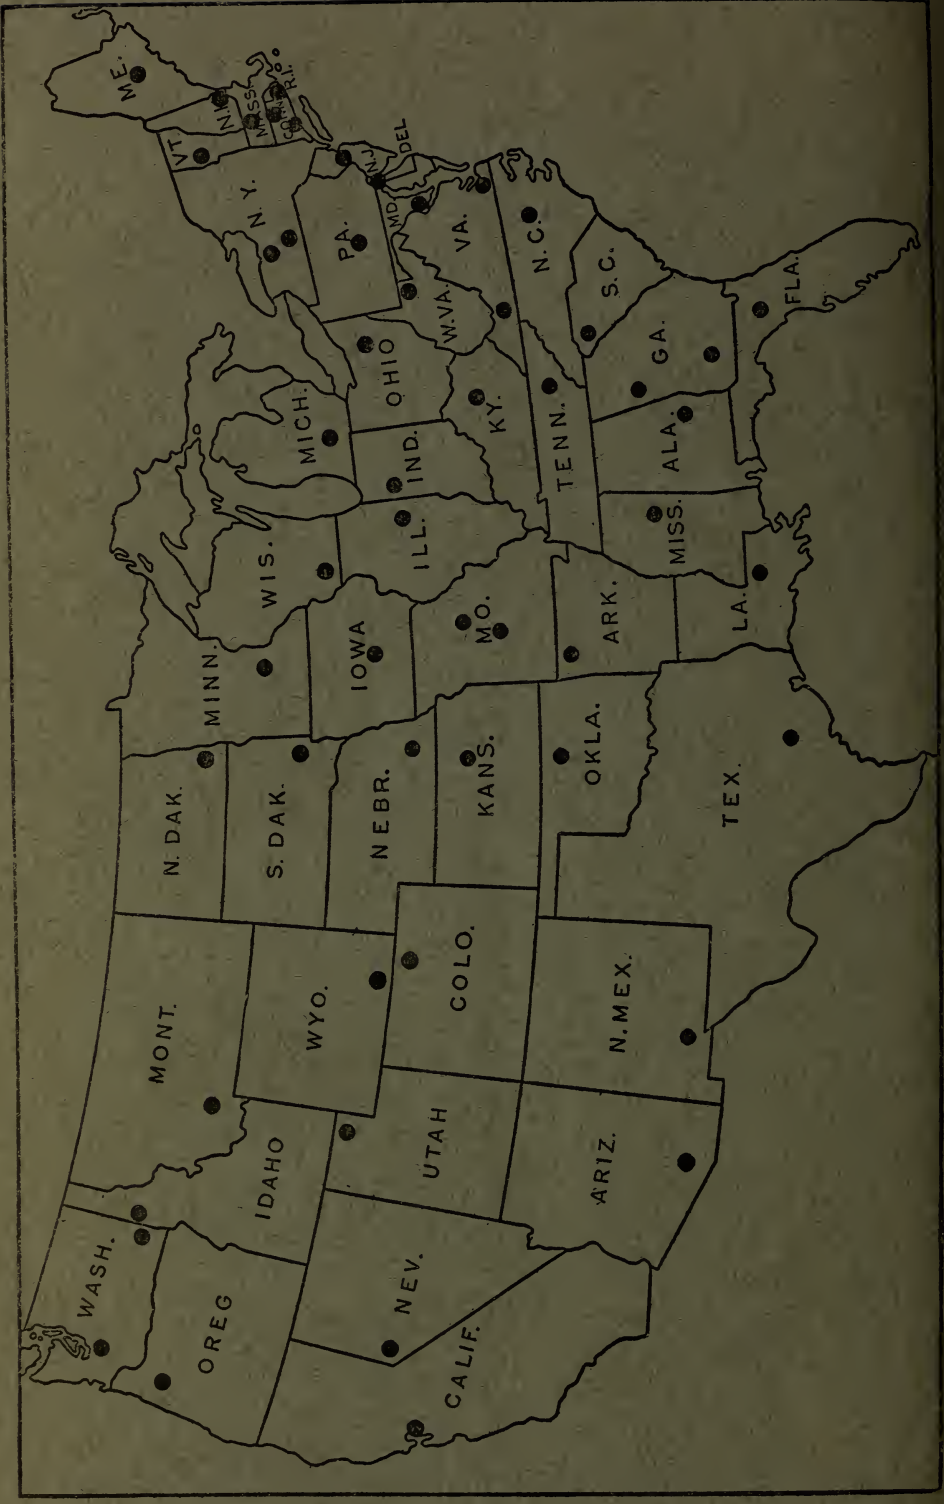 WASH.
OREG
CALIF.
NEV.
IDAHO
MONT.
WYO.
UTAH
ARIZ.
COLO.
N.MEX.
N. DAK.
S. DAK.
NEBR.
KANS.
OKLA.
TEX.
MINN.
IOWA
MO.
ARK.
LA.
WIS.
ILL.
MICH.
IND.
OHIO
KY.
TENN.
MISS.
ALA.
GA.
FLA.
S.C.
N.C.
VA.
W.VA.
MD.
DEL
PA.
N.J.
N. Y.
VT.
N.H.
ME.
MASS.
CONN.
R.I.